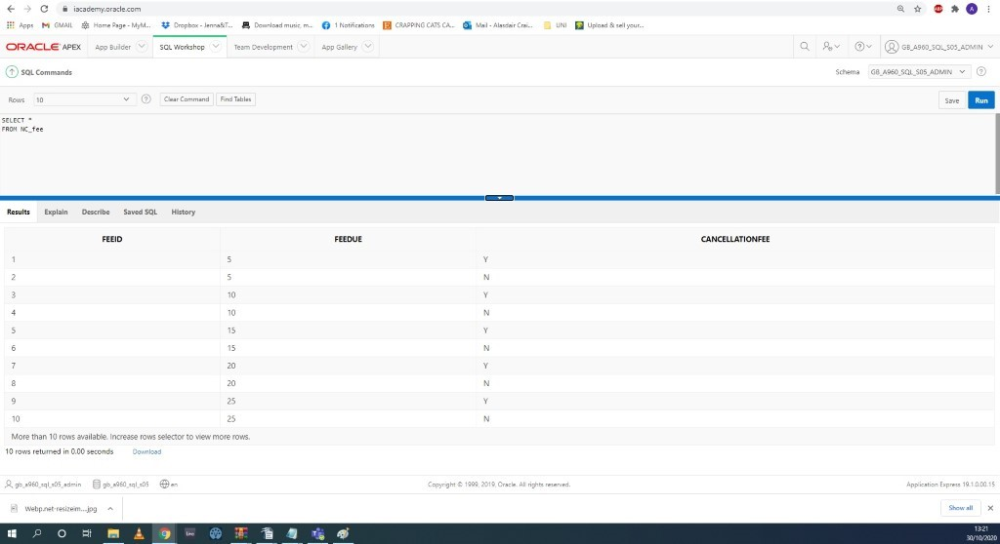 iacademy.oracle.com
Apps GMAIL Home Page - MyM... Dropbox - Jenna&T... Download music, m... 1 Notifications CRAPPING CATS CA... Mail - Alastair Crai... UNI Upload & sell your...
ORACLE APEX App Builder SQL Workshop Team Development App Gallery GB_A960_SQL_S05_ADMIN
SQL Commands Schema GB_A960_SQL_S05_ADMIN
Rows 10 Clear Command Find Tables Save Run
SELECT *
FROM NC_fee
Results Explain Describe Saved SQL History
FEEID FEEDUE CANCELLATIONFEE
1 5 Y
2 5 N
3 10 Y
4 10 N
5 15 Y
6 15 N
7 20 Y
8 20 N
9 25 Y
10 25 N
More than 10 rows available. Increase rows selector to view more rows.
10 rows returned in 0.00 seconds Download
gb_a960_sql_s05_admin gb_a960_sql_s05 en Copyright © 1999, 2019, Oracle. All rights reserved. Application Express 19.1.0.00.15
Webp.net-resizeim....jpg Show all
13:21
30/10/2020